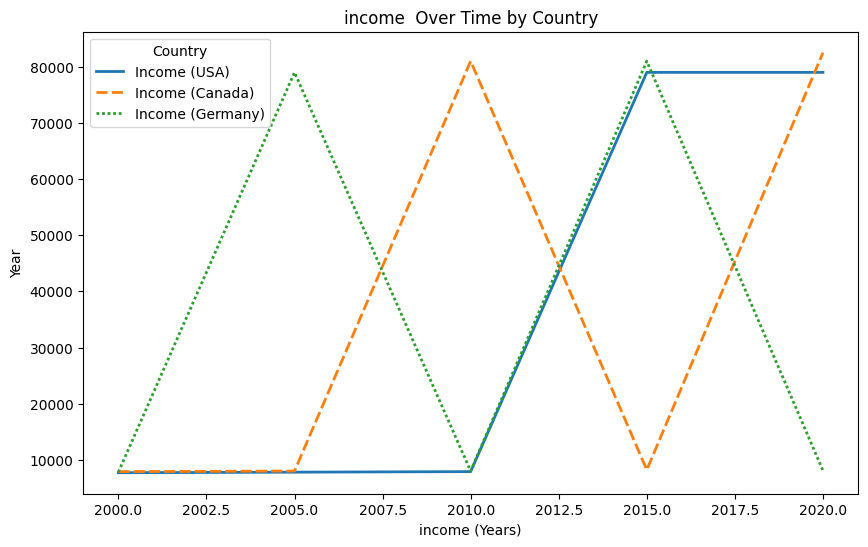 income  Over Time by Country
Country
Income (USA)
Income (Canada)
Income (Germany)
Year
80000
70000
60000
50000
40000
30000
20000
10000
2000.0 2002.5 2005.0 2007.5 2010.0 2012.5 2015.0 2017.5 2020.0
income (Years)